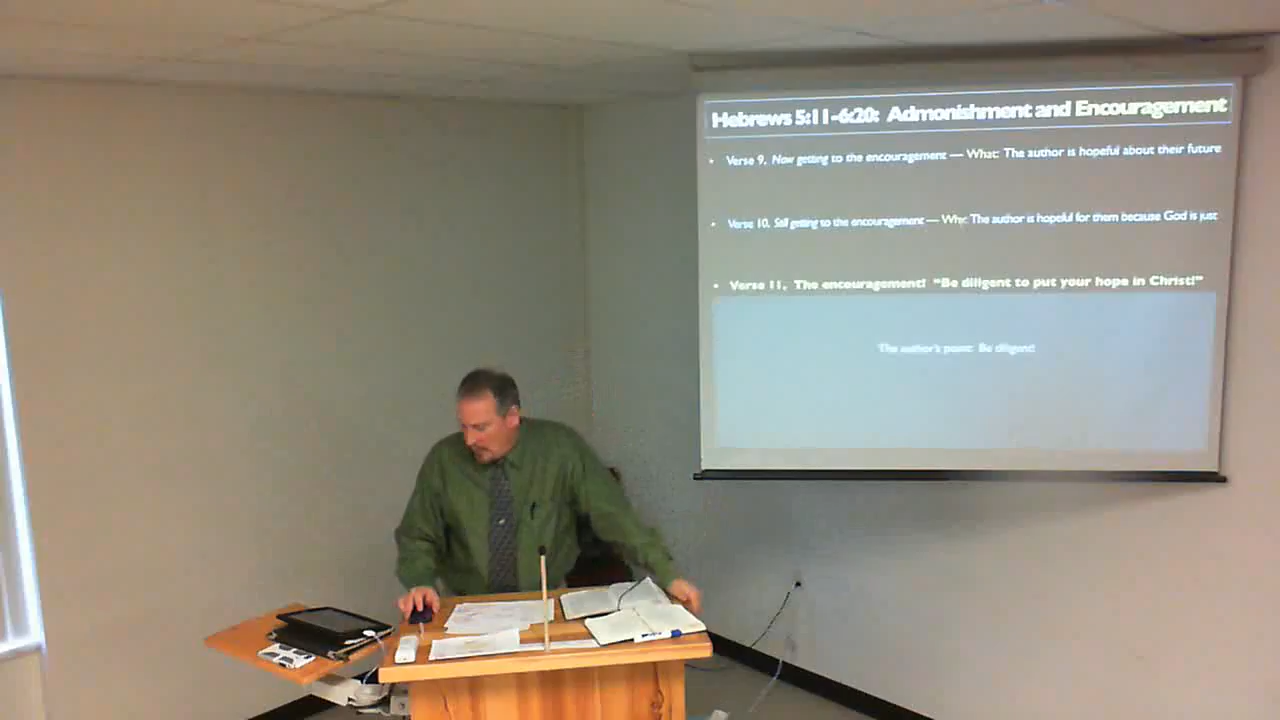 Hebrews 5:11-6:20: Admonishment and Encouragement
• Verse 9, Now getting to the encouragement — What: The author is hopeful about their future
• Verse 10, Still getting to the encouragement — Why: The author is hopeful for them because God is just
• Verse 11, The encouragement! "Be diligent to put your hope in Christ!"
The author's point: Be diligent!